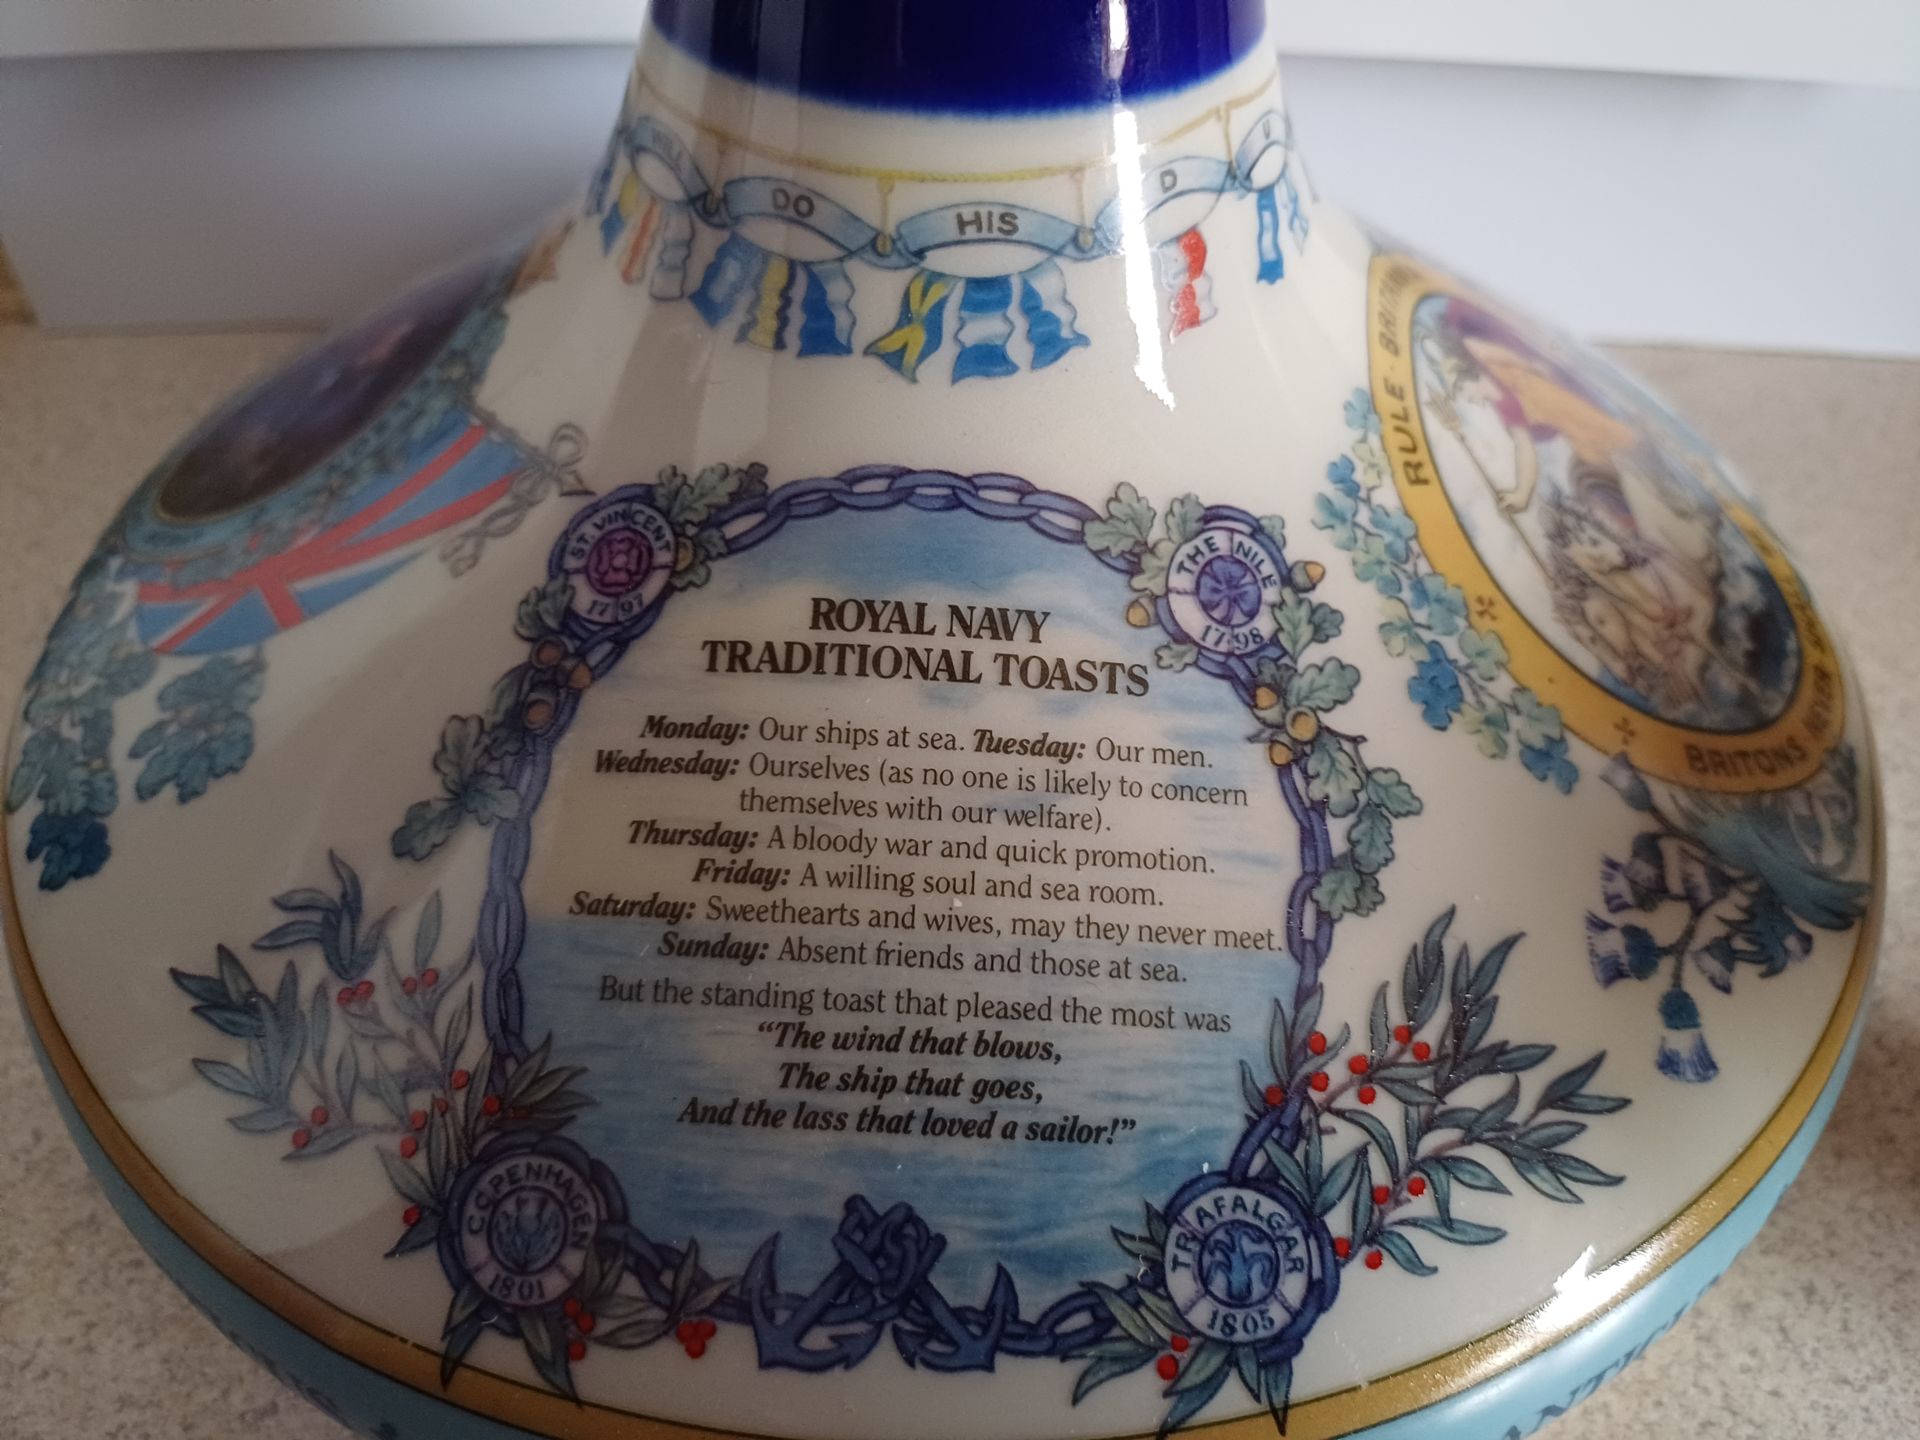 WILL
DO
HIS
D
U
RULE · BRITAN
BRITONS NEVER SHALL
ST. VINCENT
1797
THE NILE
1798
ROYAL NAVY
TRADITIONAL TOASTS
Monday: Our ships at sea. Tuesday: Our men.
Wednesday: Ourselves (as no one is likely to concern
themselves with our welfare).
Thursday: A bloody war and quick promotion.
Friday: A willing soul and sea room.
Saturday: Sweethearts and wives, may they never meet.
Sunday: Absent friends and those at sea.
But the standing toast that pleased the most was
“The wind that blows,
The ship that goes,
And the lass that loved a sailor!”
COPENHAGEN
1801
TRAFALGAR
1805